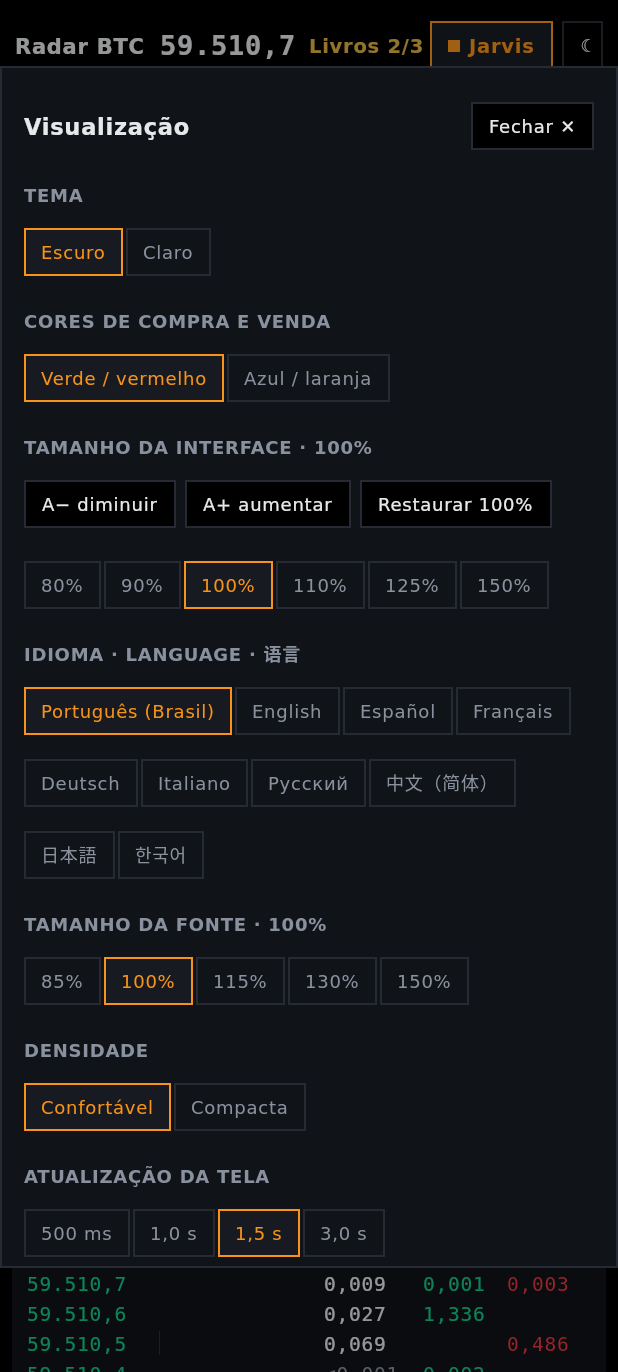 Radar BTC 59.510,7 Livros 2/3 Jarvis ☾
Visualização Fechar ×
TEMA
Escuro Claro
CORES DE COMPRA E VENDA
Verde / vermelho Azul / laranja
TAMANHO DA INTERFACE · 100%
A− diminuir A+ aumentar Restaurar 100%
80% 90% 100% 110% 125% 150%
IDIOMA · LANGUAGE · 语言
Português (Brasil) English Español Français
Deutsch Italiano Русский 中文（简体）
日本語 한국어
TAMANHO DA FONTE · 100%
85% 100% 115% 130% 150%
DENSIDADE
Confortável Compacta
ATUALIZAÇÃO DA TELA
500 ms 1,0 s 1,5 s 3,0 s
59.510,7 0,009 0,001 0,003
59.510,6 0,027 1,336
59.510,5 0,069 0,486